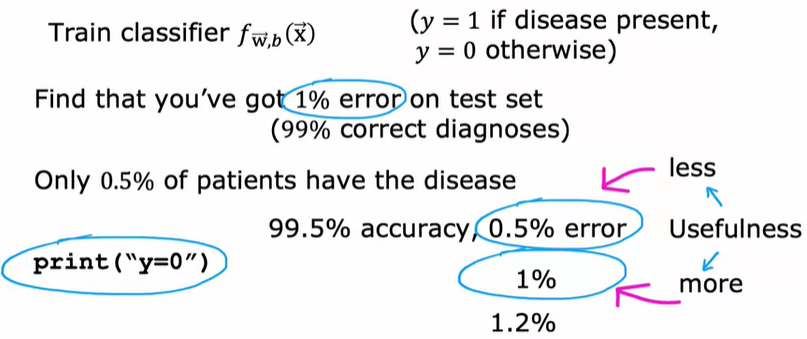 Train classifier f_{w⃗,b}(x⃗) (y = 1 if disease present,
y = 0 otherwise)
Find that you've got 1% error on test set
(99% correct diagnoses)
Only 0.5% of patients have the disease
less
99.5% accuracy, 0.5% error Usefulness
print("y=0")
1% more
1.2%